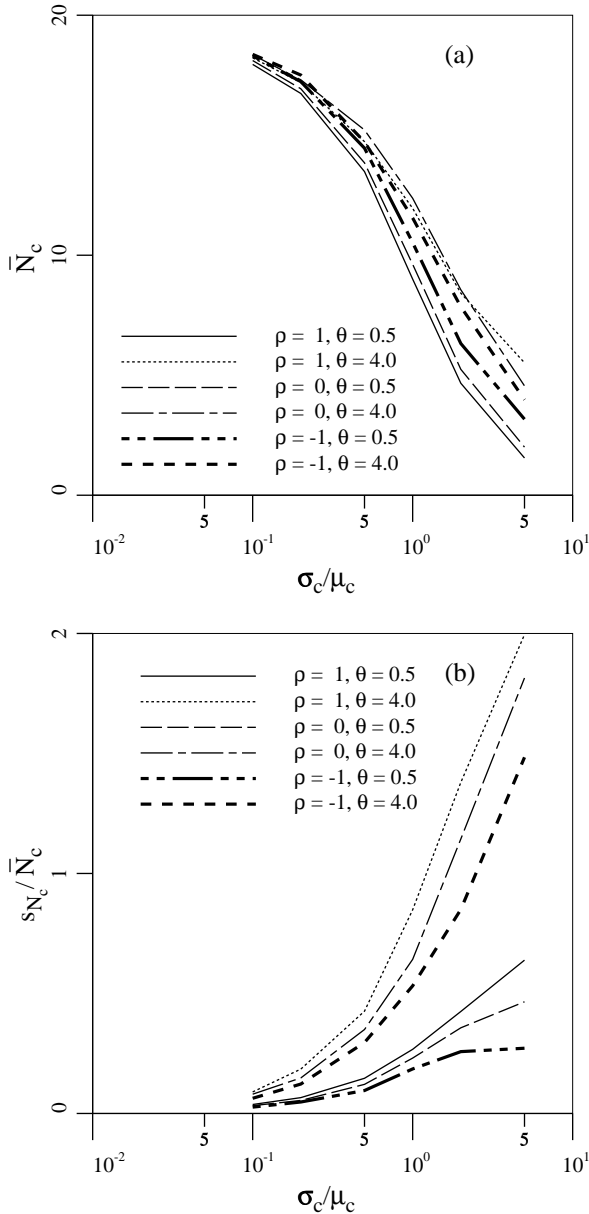 20
(a)
N̄c
10
ρ = 1, θ = 0.5
ρ = 1, θ = 4.0
ρ = 0, θ = 0.5
ρ = 0, θ = 4.0
ρ = -1, θ = 0.5
ρ = -1, θ = 4.0
0
5 5 5
10⁻² 10⁻¹ 10⁰ 10¹
σc/μc
2
(b)
ρ = 1, θ = 0.5
ρ = 1, θ = 4.0
ρ = 0, θ = 0.5
ρ = 0, θ = 4.0
ρ = -1, θ = 0.5
ρ = -1, θ = 4.0
1
sNc / N̄c
0
5 5 5
10⁻² 10⁻¹ 10⁰ 10¹
σc/μc